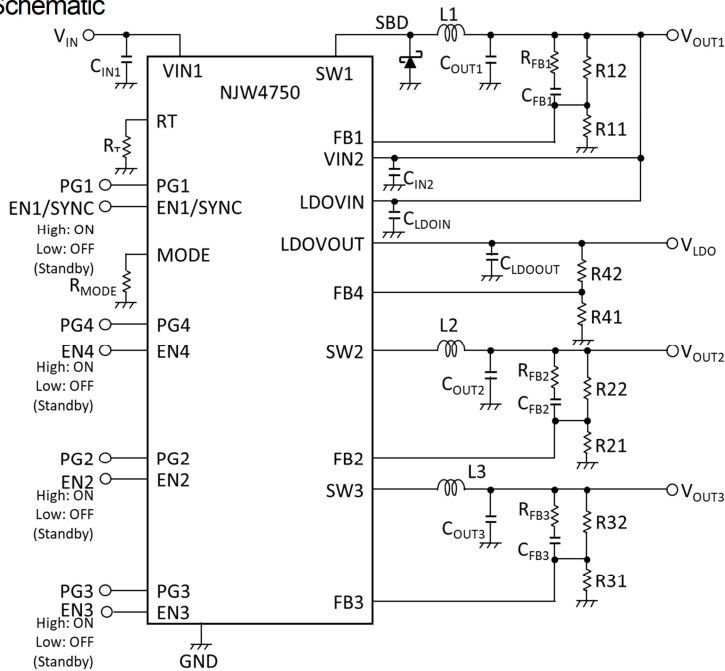 Schematic
VIN
CIN1
VIN1
SW1
SBD
L1
VOUT1
NJW4750
COUT1
RFB1
R12
CFB1
R11
RT
RT
FB1
VIN2
CIN2
PG1
PG1
EN1/SYNC
EN1/SYNC
High: ON
Low: OFF
(Standby)
LDOVIN
CLDOIN
MODE
RMODE
LDOVOUT
VLDO
CLDOOUT
R42
FB4
R41
PG4
PG4
EN4
EN4
High: ON
Low: OFF
(Standby)
SW2
L2
VOUT2
COUT2
RFB2
R22
CFB2
R21
PG2
PG2
FB2
EN2
EN2
High: ON
Low: OFF
(Standby)
SW3
L3
VOUT3
COUT3
RFB3
R32
CFB3
R31
PG3
PG3
FB3
EN3
EN3
High: ON
Low: OFF
(Standby)
GND